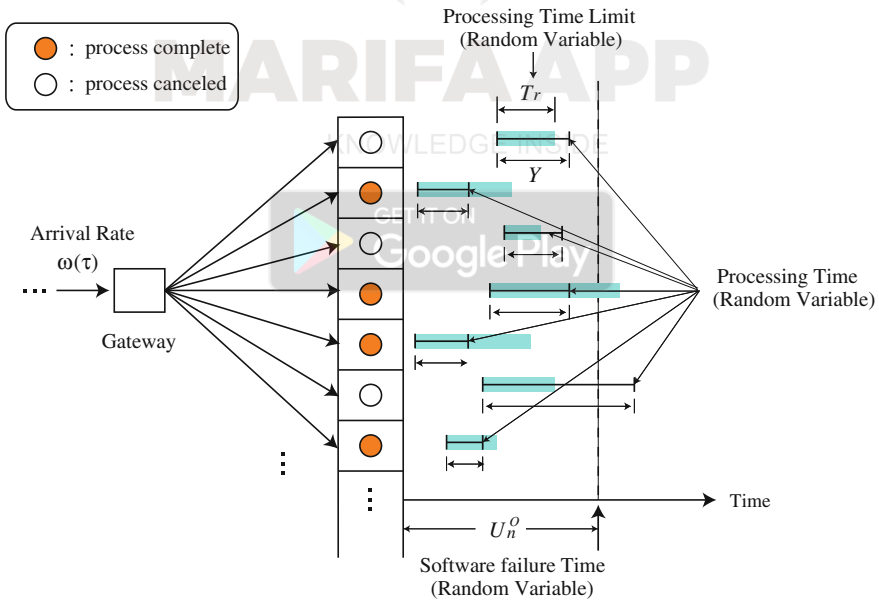 Processing Time Limit
(Random Variable)
: process complete
: process canceled
MARIFA APP
Tr
KNOWLEDGE INSIDE
Y
GET IT ON
Google Play
Arrival Rate
ω(τ)
Gateway
Processing Time
(Random Variable)
Time
U_n^O
Software failure Time
(Random Variable)